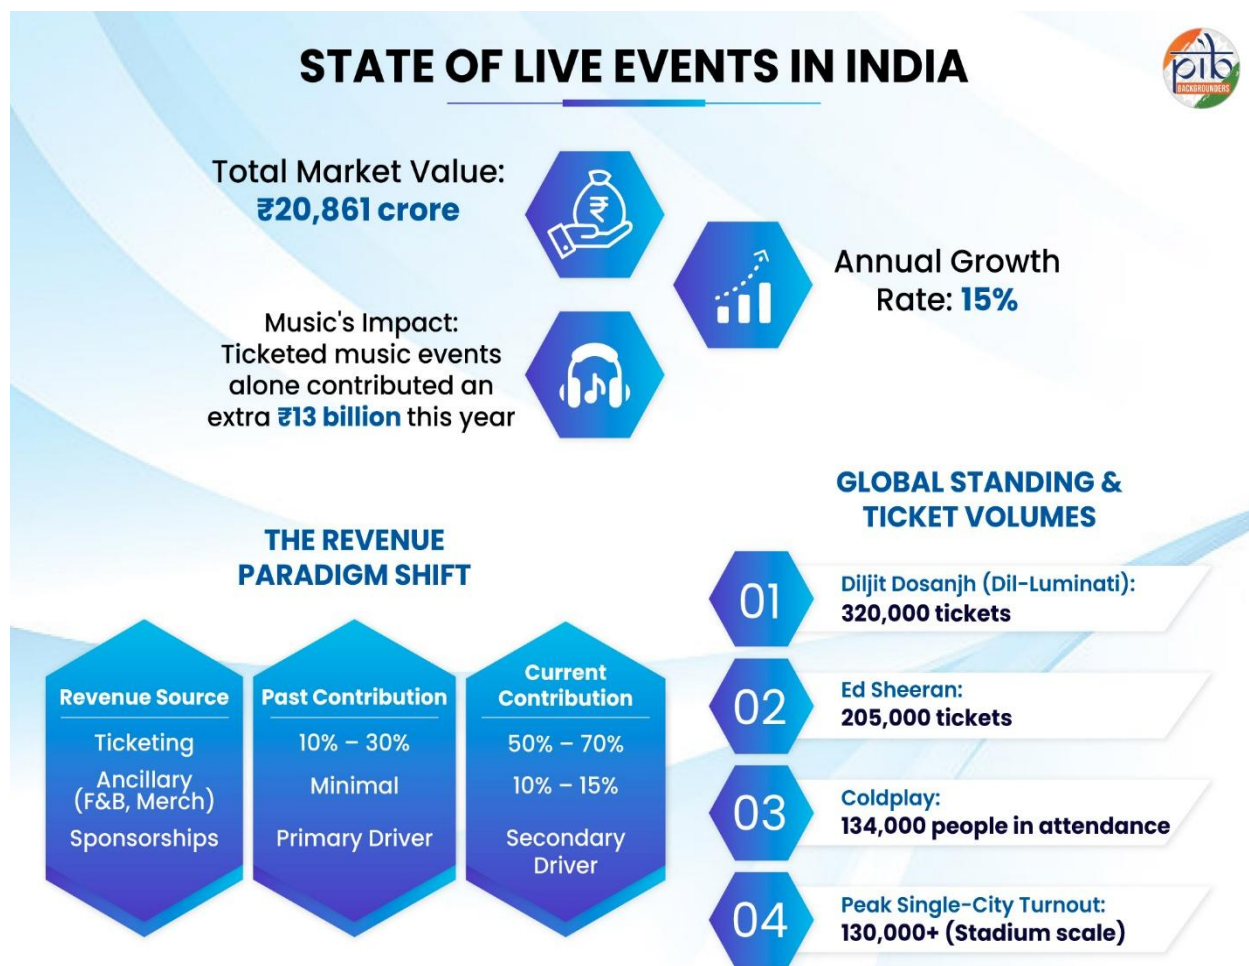 STATE OF LIVE EVENTS IN INDIA
pib
BACKGROUNDERS
Total Market Value:
₹20,861 crore
₹
Annual Growth
Rate: 15%
Music's Impact:
Ticketed music events
alone contributed an
extra ₹13 billion this year
THE REVENUE
PARADIGM SHIFT
Revenue Source
Ticketing
Ancillary
(F&B, Merch)
Sponsorships
Past Contribution
10% – 30%
Minimal
Primary Driver
Current
Contribution
50% – 70%
10% – 15%
Secondary
Driver
GLOBAL STANDING &
TICKET VOLUMES
01
Diljit Dosanjh (Dil-Luminati):
320,000 tickets
02
Ed Sheeran:
205,000 tickets
03
Coldplay:
134,000 people in attendance
04
Peak Single-City Turnout:
130,000+ (Stadium scale)